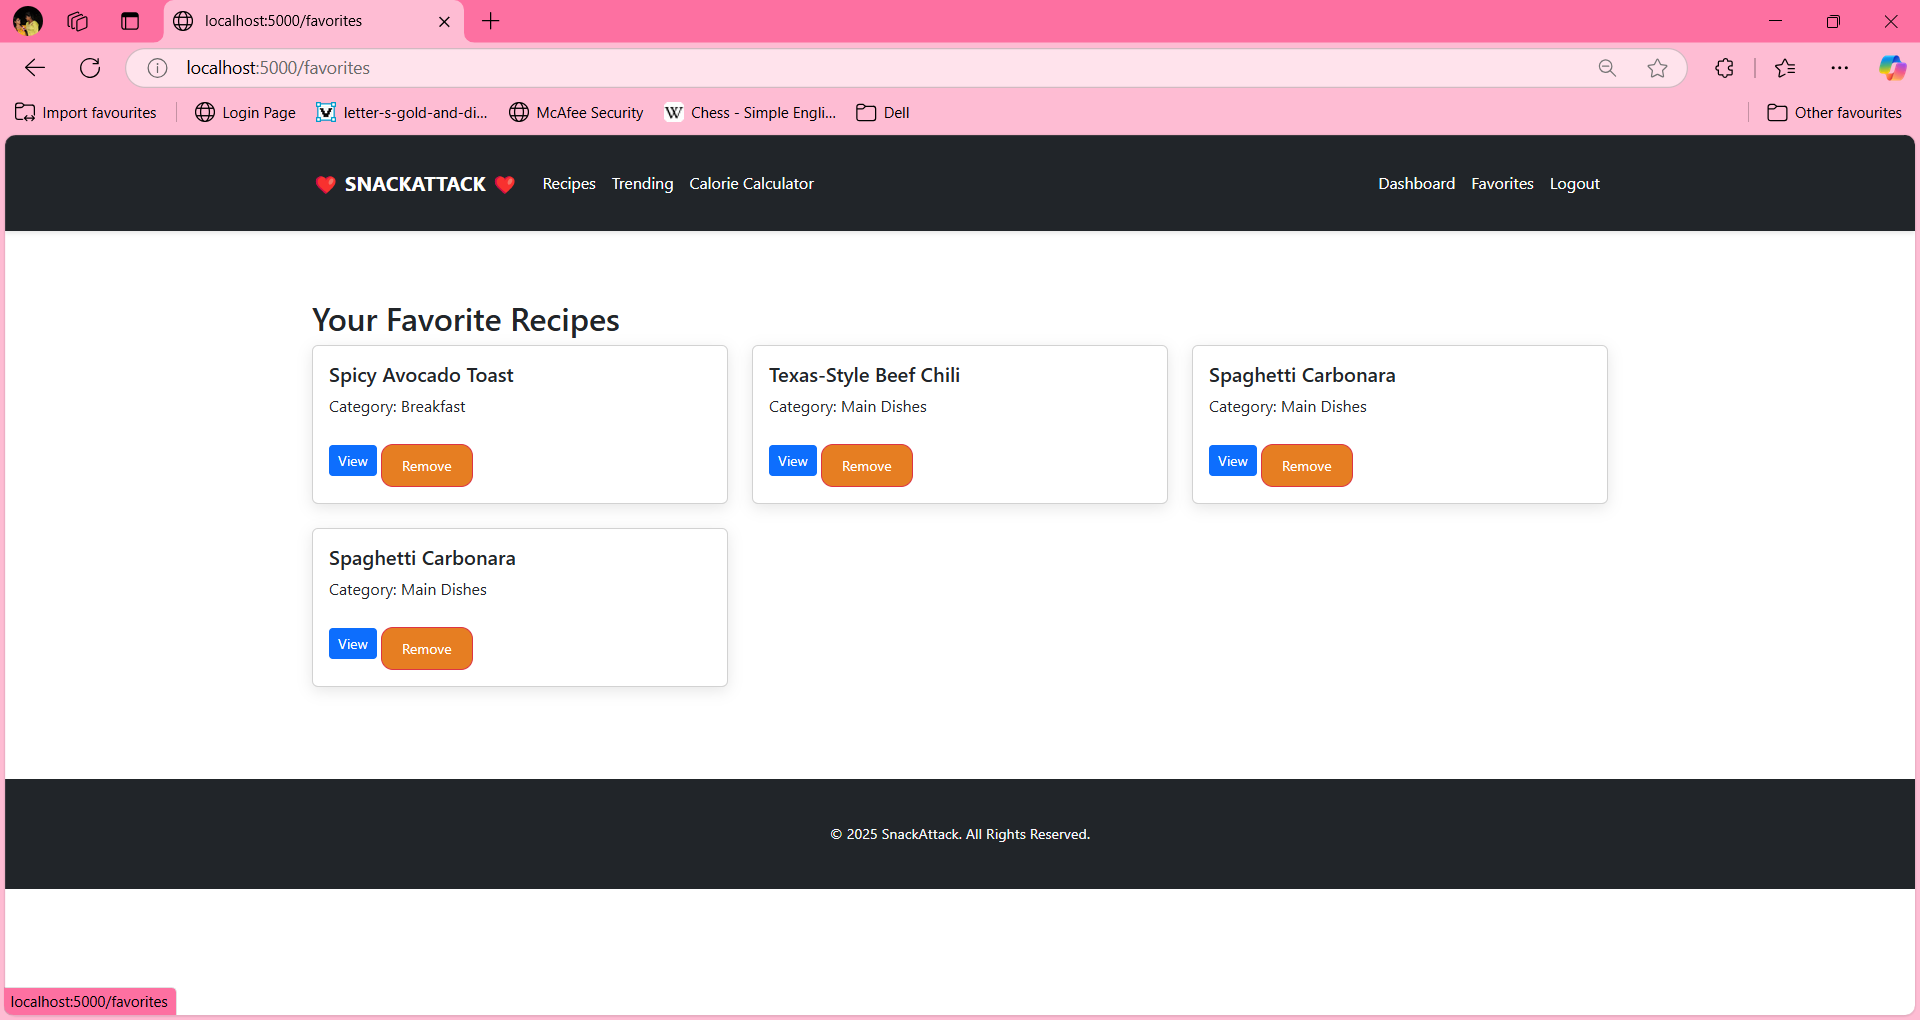 localhost:5000/favorites
localhost:5000/favorites
Import favourites
Login Page
letter-s-gold-and-di...
McAfee Security
W Chess - Simple Engli...
Dell
Other favourites
SNACKATTACK
Recipes Trending Calorie Calculator
Dashboard Favorites Logout
Your Favorite Recipes
Spicy Avocado Toast
Category: Breakfast
View Remove
Texas-Style Beef Chili
Category: Main Dishes
View Remove
Spaghetti Carbonara
Category: Main Dishes
View Remove
Spaghetti Carbonara
Category: Main Dishes
View Remove
© 2025 SnackAttack. All Rights Reserved.
localhost:5000/favorites